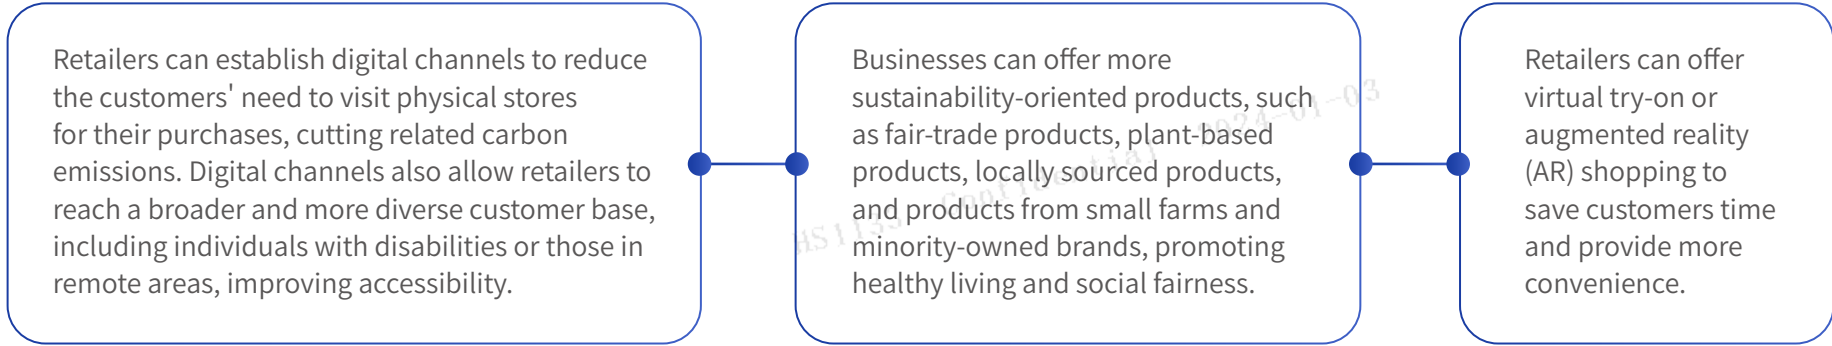 Retailers can establish digital channels to reduce
the customers' need to visit physical stores
for their purchases, cutting related carbon
emissions. Digital channels also allow retailers to
reach a broader and more diverse customer base,
including individuals with disabilities or those in
remote areas, improving accessibility.
Businesses can offer more
sustainability-oriented products, such
as fair-trade products, plant-based
products, locally sourced products,
and products from small farms and
minority-owned brands, promoting
healthy living and social fairness.
Retailers can offer
virtual try-on or
augmented reality
(AR) shopping to
save customers time
and provide more
convenience.
Confidential 2024-01-03